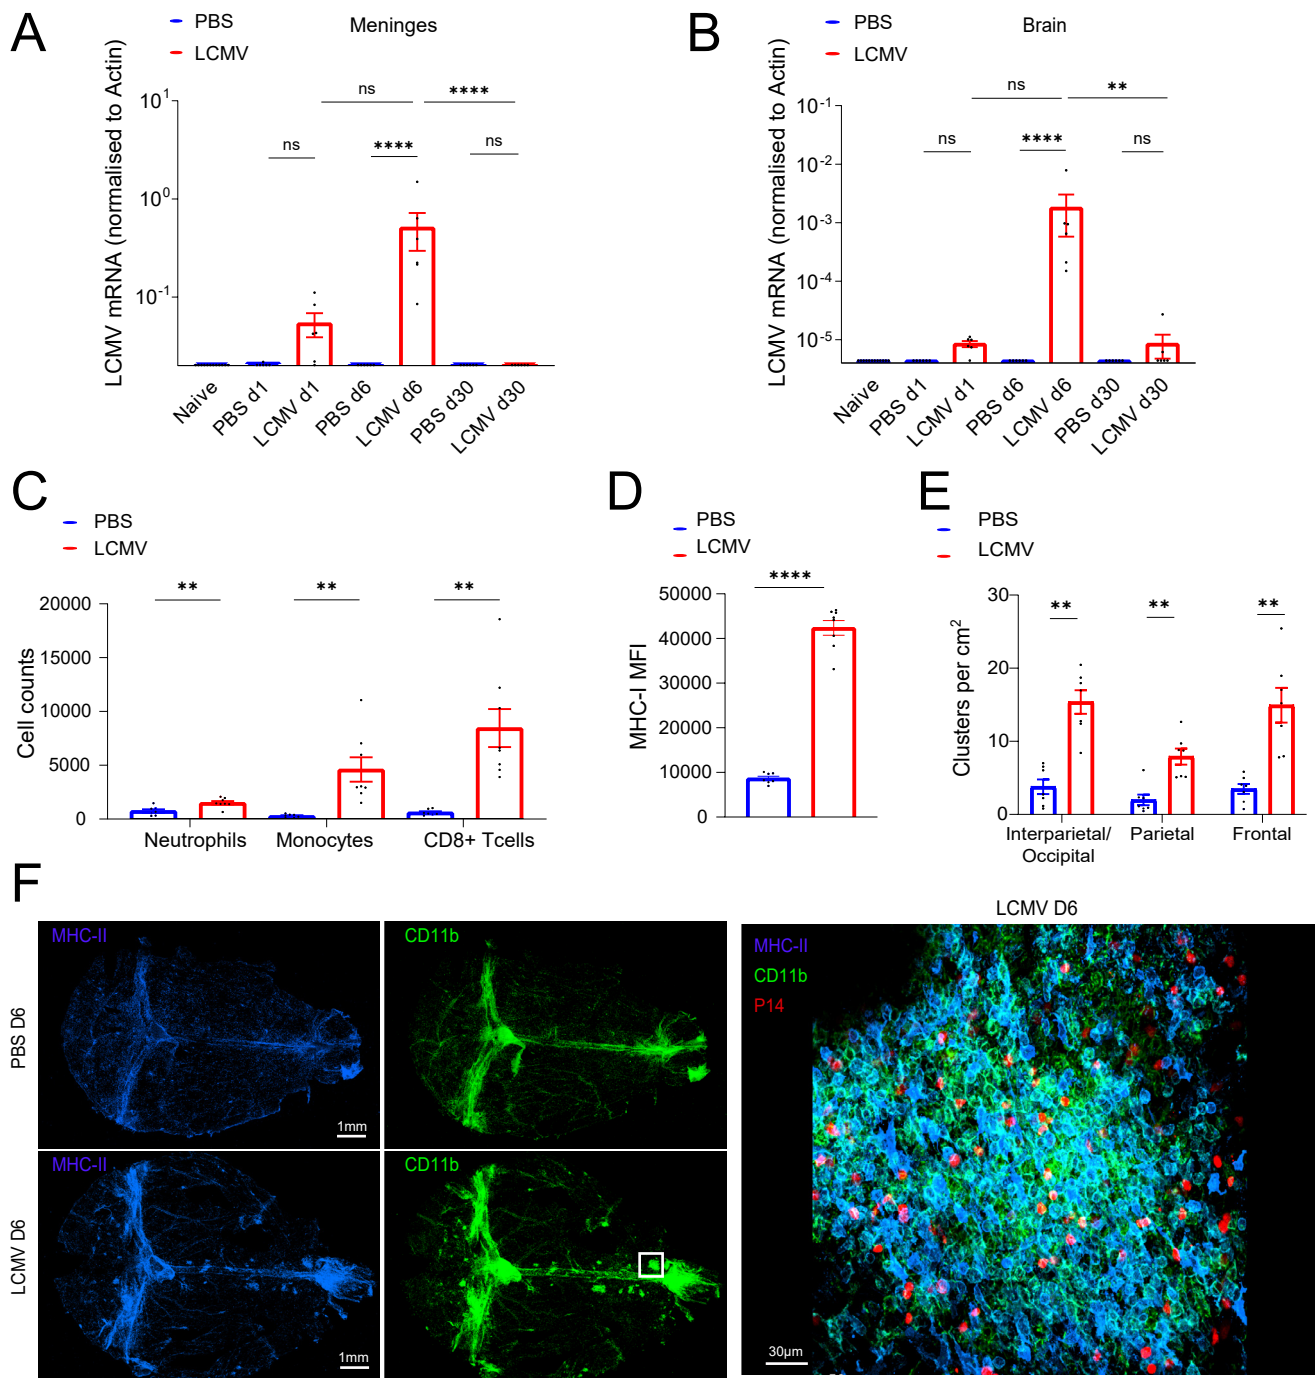 A
PBS
LCMV
Meninges
LCMV mRNA (normalised to Actin)
10^1
10^0
10^-1
ns
****
ns
****
ns
Naive
PBS d1
LCMV d1
PBS d6
LCMV d6
PBS d30
LCMV d30
B
PBS
LCMV
Brain
LCMV mRNA (normalised to Actin)
10^-1
10^-2
10^-3
10^-4
10^-5
ns
**
ns
****
ns
Naive
PBS d1
LCMV d1
PBS d6
LCMV d6
PBS d30
LCMV d30
C
PBS
LCMV
Cell counts
20000
15000
10000
5000
0
**
**
**
Neutrophils
Monocytes
CD8+ Tcells
D
PBS
LCMV
MHC-I MFI
50000
40000
30000
20000
10000
0
****
E
PBS
LCMV
Clusters per cm^2
30
20
10
0
**
**
**
Interparietal/
Occipital
Parietal
Frontal
F
PBS D6
MHC-II
1mm
CD11b
LCMV D6
MHC-II
1mm
CD11b
LCMV D6
MHC-II
CD11b
P14
30µm